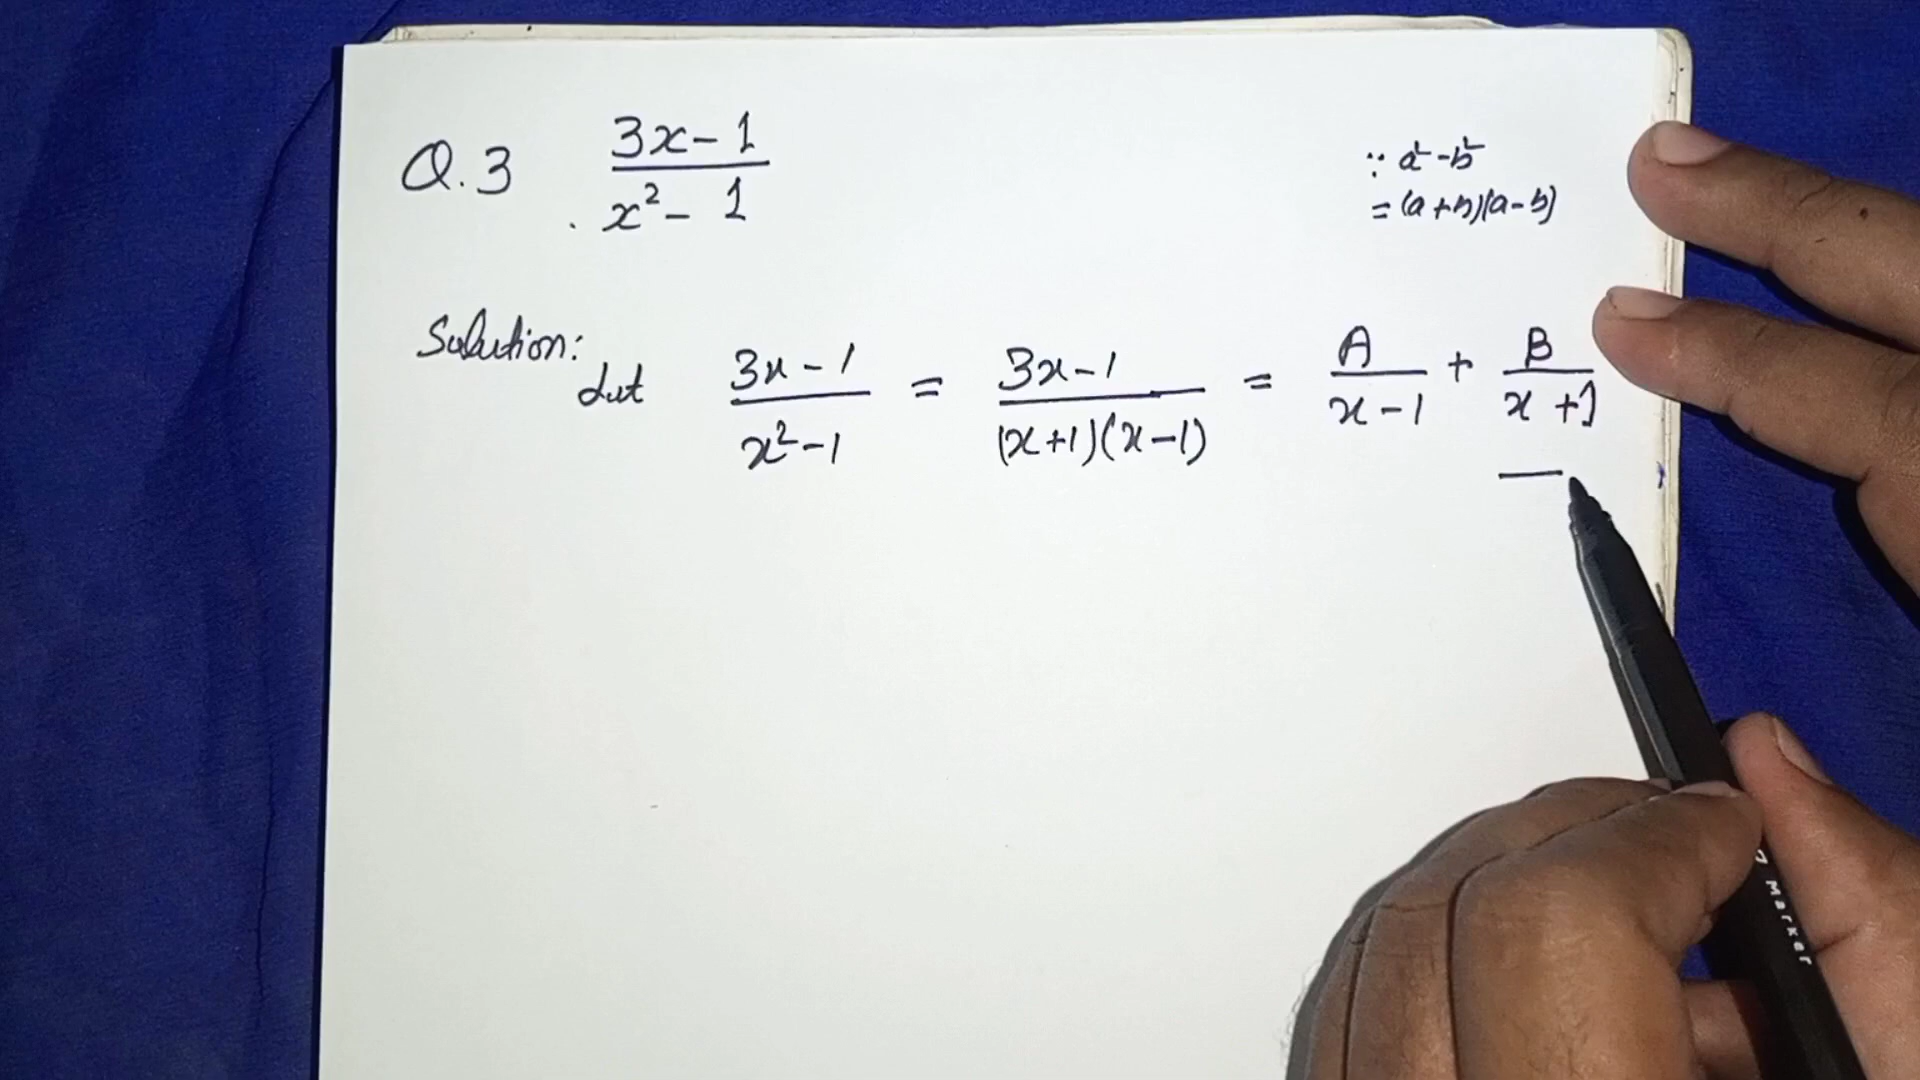 Q.3 3x-1 / x²- 1
∵ a²-b²
= (a+b)(a-b)
Solution:
Let 3x-1 / x²-1 = 3x-1 / (x+1)(x-1) = A / x-1 + B / x+1
Marker